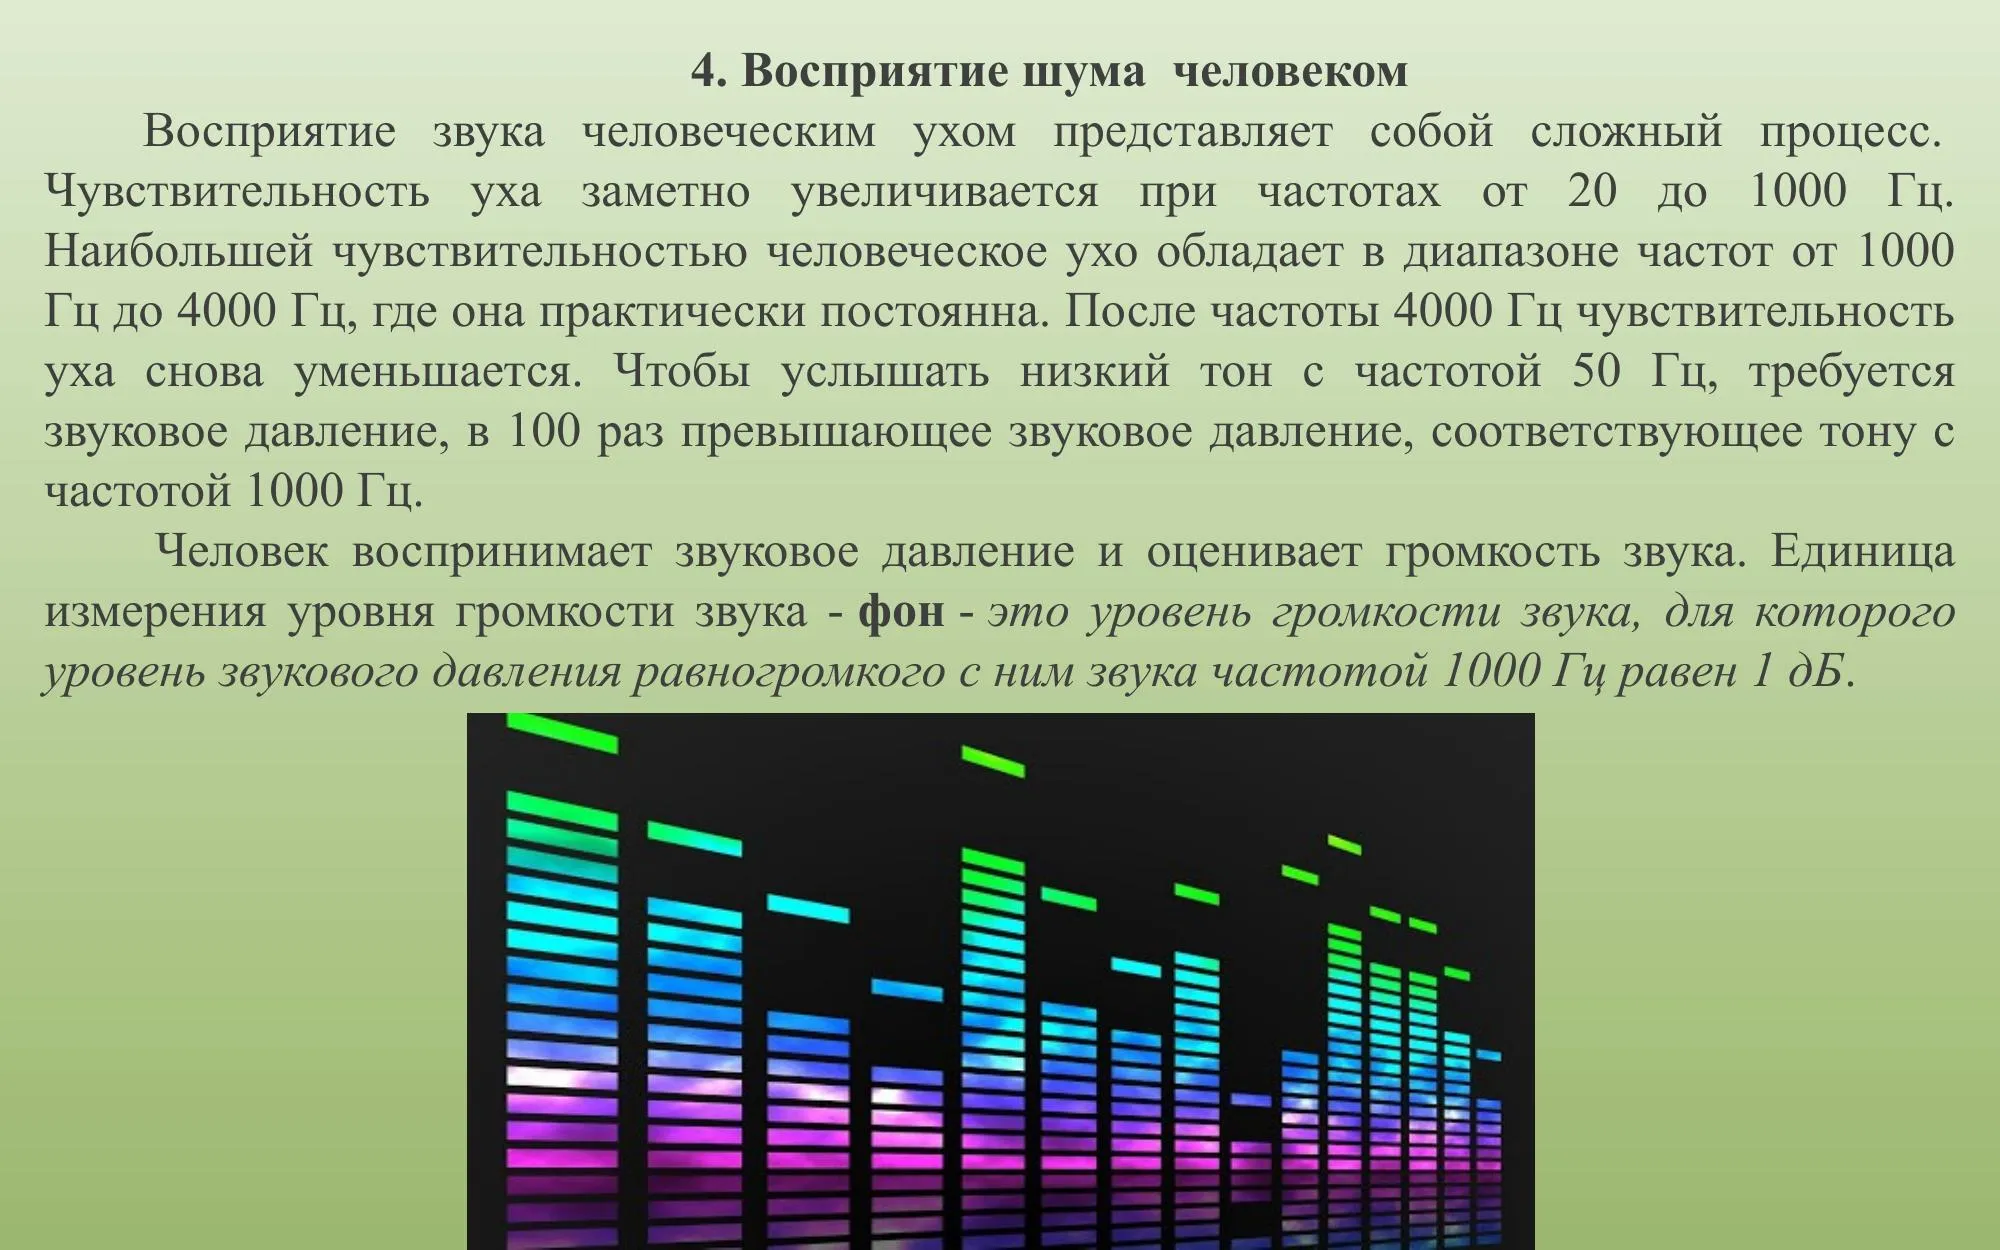 4. Восприятие шума человеком
Восприятие звука человеческим ухом представляет собой сложный процесс.
Чувствительность уха заметно увеличивается при частотах от 20 до 1000 Гц.
Наибольшей чувствительностью человеческое ухо обладает в диапазоне частот от 1000
Гц до 4000 Гц, где она практически постоянна. После частоты 4000 Гц чувствительность
уха снова уменьшается. Чтобы услышать низкий тон с частотой 50 Гц, требуется
звуковое давление, в 100 раз превышающее звуковое давление, соответствующее тону с
частотой 1000 Гц.
Человек воспринимает звуковое давление и оценивает громкость звука. Единица
измерения уровня громкости звука - фон - это уровень громкости звука, для которого
уровень звукового давления равногромкого с ним звука частотой 1000 Гц равен 1 дБ.